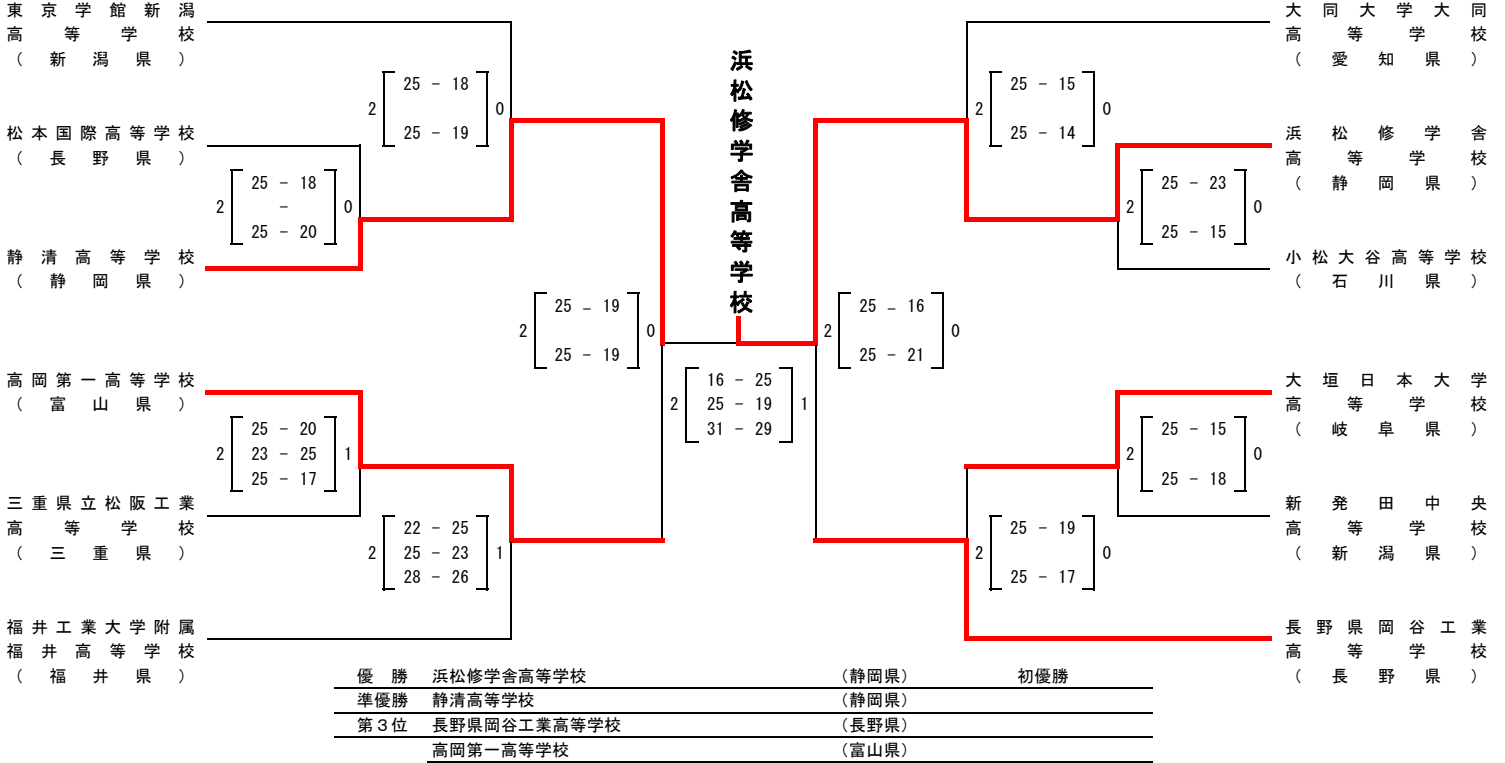 東京学館新潟
高等学校
（新潟県）
2
25 － 18
25 － 19
0
松本国際高等学校
（長野県）
2
25 － 18
－
25 － 20
0
静清高等学校
（静岡県）
2
25 － 19
25 － 19
0
高岡第一高等学校
（富山県）
2
25 － 20
23 － 25
25 － 17
1
三重県立松阪工業
高等学校
（三重県）
2
22 － 25
25 － 23
28 － 26
1
福井工業大学附属
福井高等学校
（福井県）
浜松修学舎高等学校
2
16 － 25
25 － 19
31 － 29
1
大同大学大同
高等学校
（愛知県）
2
25 － 15
25 － 14
0
浜松修学舎
高等学校
（静岡県）
2
25 － 23
25 － 15
0
小松大谷高等学校
（石川県）
2
25 － 16
25 － 21
0
大垣日本大学
高等学校
（岐阜県）
2
25 － 15
25 － 18
0
新発田中央
高等学校
（新潟県）
2
25 － 19
25 － 17
0
長野県岡谷工業
高等学校
（長野県）
優　勝 浜松修学舎高等学校 （静岡県） 初優勝
準優勝 静清高等学校 （静岡県）
第３位 長野県岡谷工業高等学校 （長野県）
高岡第一高等学校 （富山県）